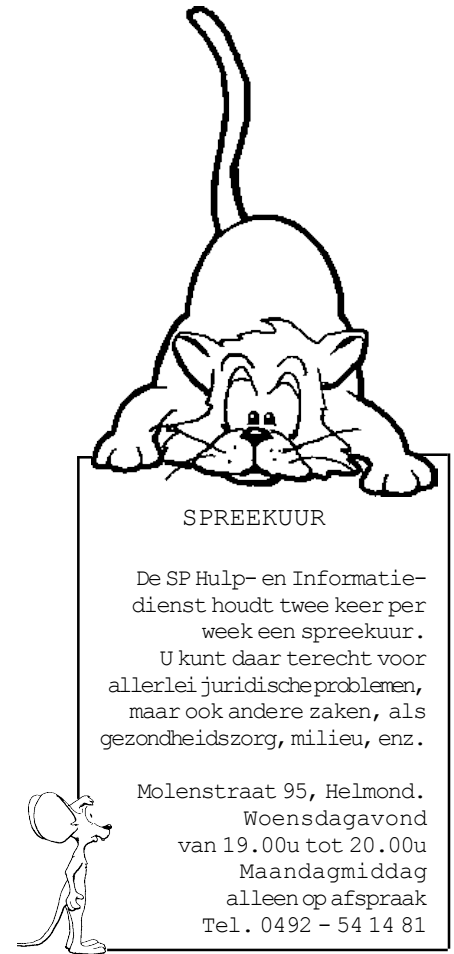 SPREEKUUR
De SP Hulp- en Informatie-
dienst houdt twee keer per
week een spreekuur.
U kunt daar terecht voor
allerlei juridische problemen,
maar ook andere zaken, als
gezondheidszorg, milieu, enz.
Molenstraat 95, Helmond.
Woensdagavond
van 19.00u tot 20.00u
Maandagmiddag
alleen op afspraak
Tel. 0492 - 54 14 81